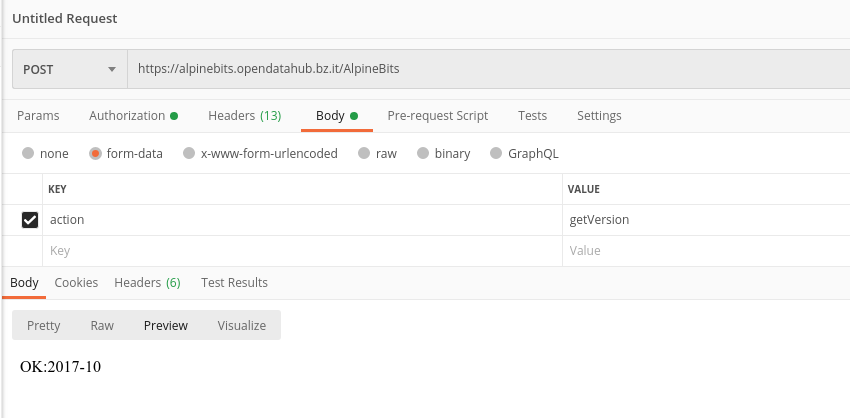 Untitled Request
POST https://alpinebits.opendatahub.bz.it/AlpineBits
Params Authorization Headers (13) Body Pre-request Script Tests Settings
none form-data x-www-form-urlencoded raw binary GraphQL
KEY VALUE
action getVersion
Key Value
Body Cookies Headers (6) Test Results
Pretty Raw Preview Visualize
OK:2017-10